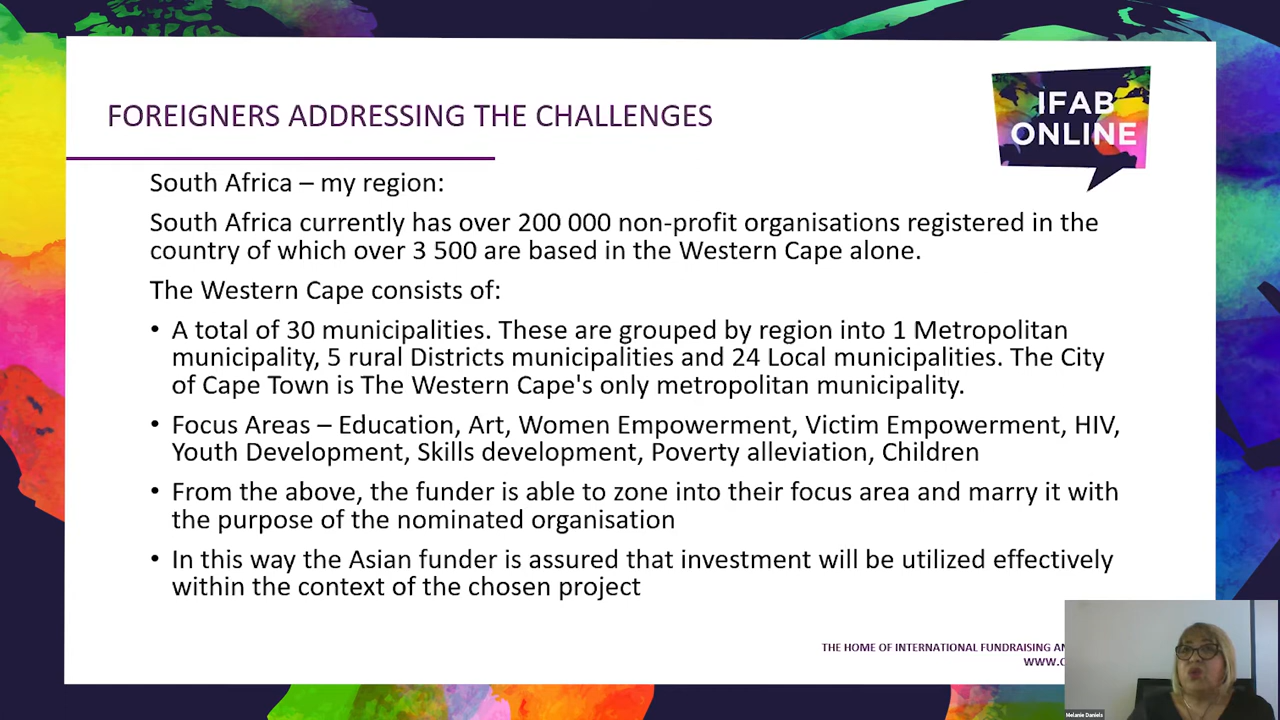 FOREIGNERS ADDRESSING THE CHALLENGES
IFAB
ONLINE
South Africa – my region:
South Africa currently has over 200 000 non-profit organisations registered in the
country of which over 3 500 are based in the Western Cape alone.
The Western Cape consists of:
• A total of 30 municipalities. These are grouped by region into 1 Metropolitan
municipality, 5 rural Districts municipalities and 24 Local municipalities. The City
of Cape Town is The Western Cape's only metropolitan municipality.
• Focus Areas – Education, Art, Women Empowerment, Victim Empowerment, HIV,
Youth Development, Skills development, Poverty alleviation, Children
• From the above, the funder is able to zone into their focus area and marry it with
the purpose of the nominated organisation
• In this way the Asian funder is assured that investment will be utilized effectively
within the context of the chosen project
THE HOME OF INTERNATIONAL FUNDRAISING
Melanie Daniels